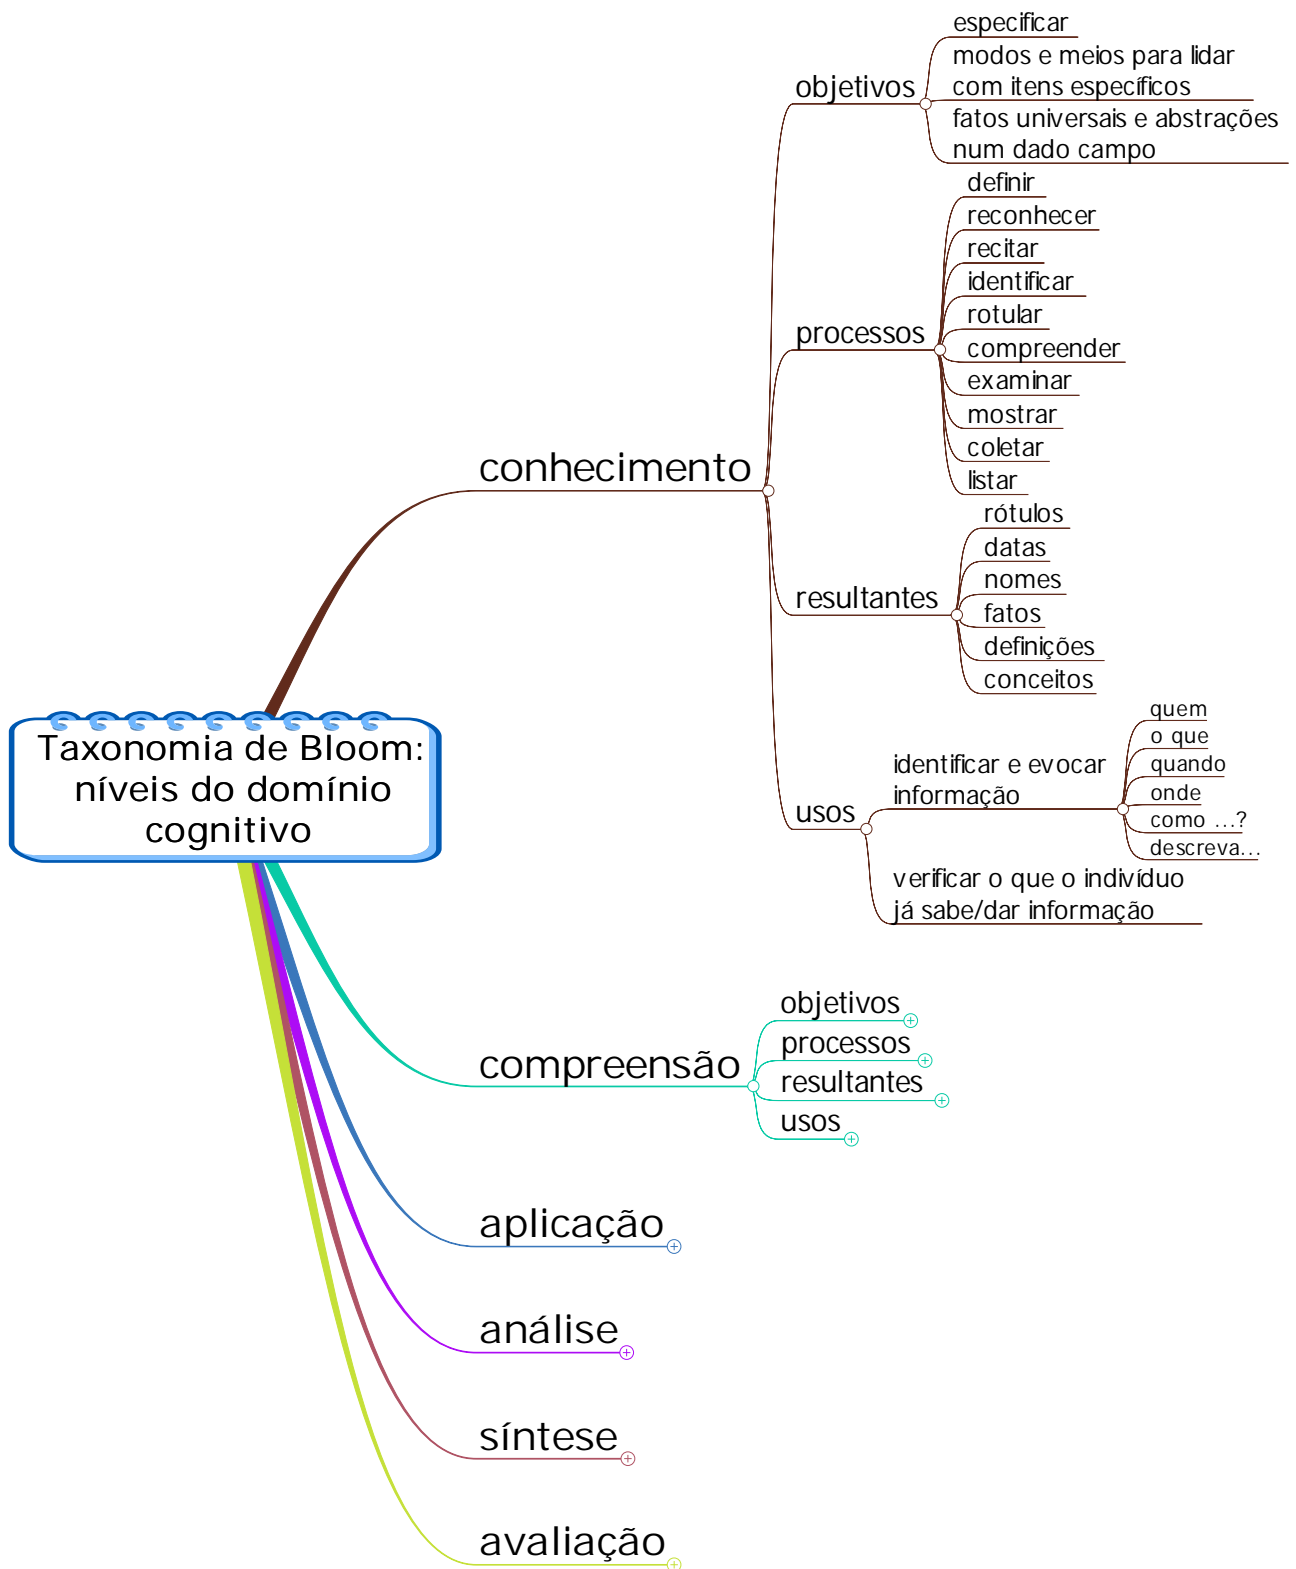 Taxonomia de Bloom:
níveis do domínio
cognitivo
conhecimento
objetivos
especificar
modos e meios para lidar
com itens específicos
fatos universais e abstrações
num dado campo
processos
definir
reconhecer
recitar
identificar
rotular
compreender
examinar
mostrar
coletar
listar
resultantes
rótulos
datas
nomes
fatos
definições
conceitos
usos
identificar e evocar
informação
quem
o que
quando
onde
como ...?
descreva...
verificar o que o indivíduo
já sabe/dar informação
compreensão
objetivos
processos
resultantes
usos
aplicação
análise
síntese
avaliação